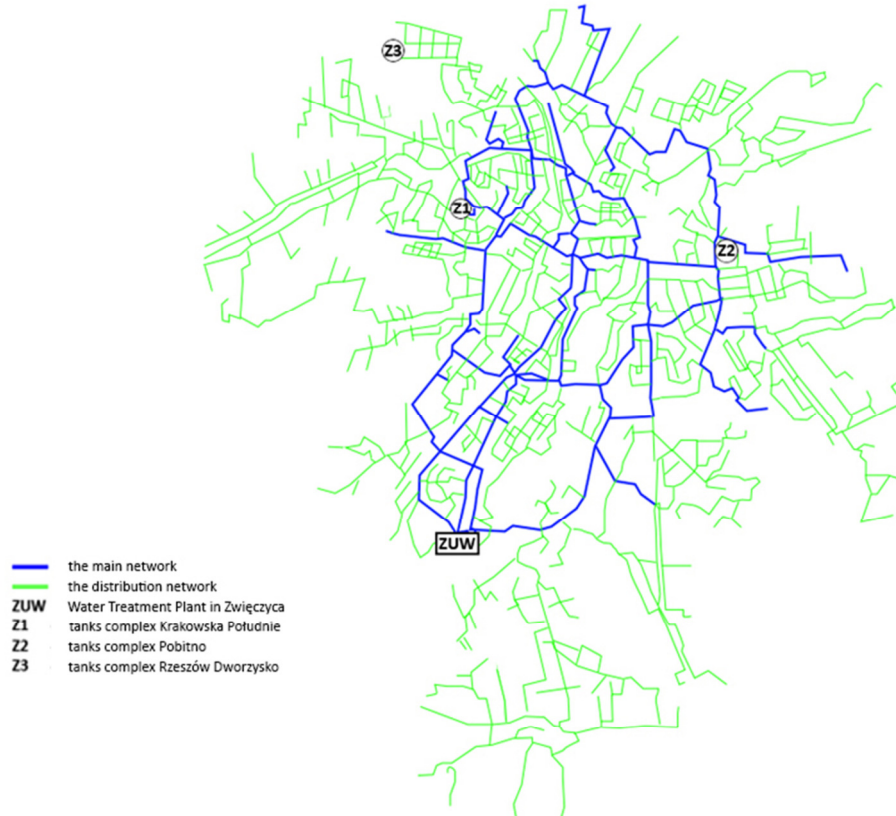 Z3
Z1
Z2
ZUW
the main network
the distribution network
ZUW Water Treatment Plant in Zwięczyca
Z1 tanks complex Krakowska Południe
Z2 tanks complex Pobitno
Z3 tanks complex Rzeszów Dworzysko